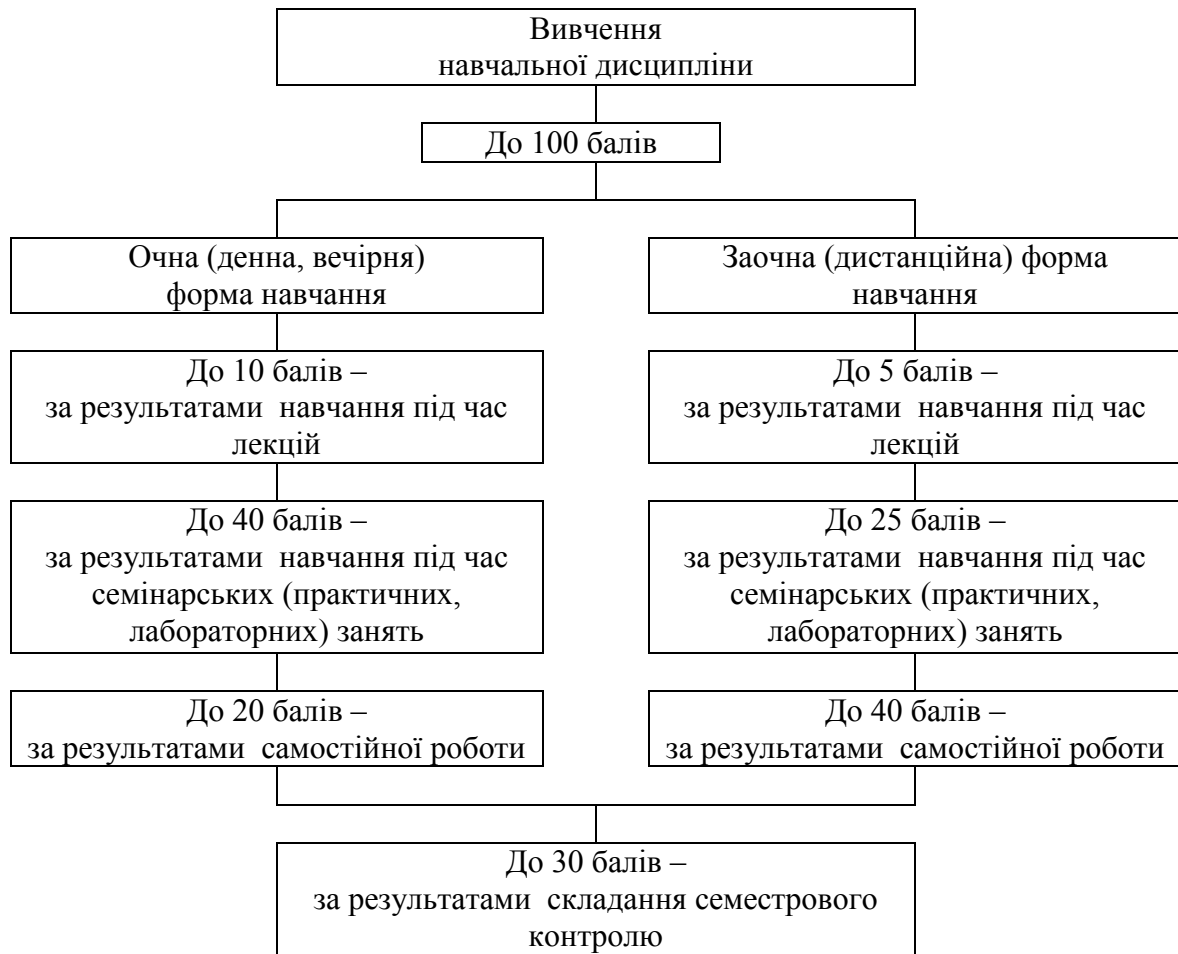 Вивчення
навчальної дисципліни
До 100 балів
Очна (денна, вечірня)
форма навчання
До 10 балів –
за результатами навчання під час
лекцій
До 40 балів –
за результатами навчання під час
семінарських (практичних,
лабораторних) занять
До 20 балів –
за результатами самостійної роботи
Заочна (дистанційна) форма
навчання
До 5 балів –
за результатами навчання під час
лекцій
До 25 балів –
за результатами навчання під час
семінарських (практичних,
лабораторних) занять
До 40 балів –
за результатами самостійної роботи
До 30 балів –
за результатами складання семестрового
контролю